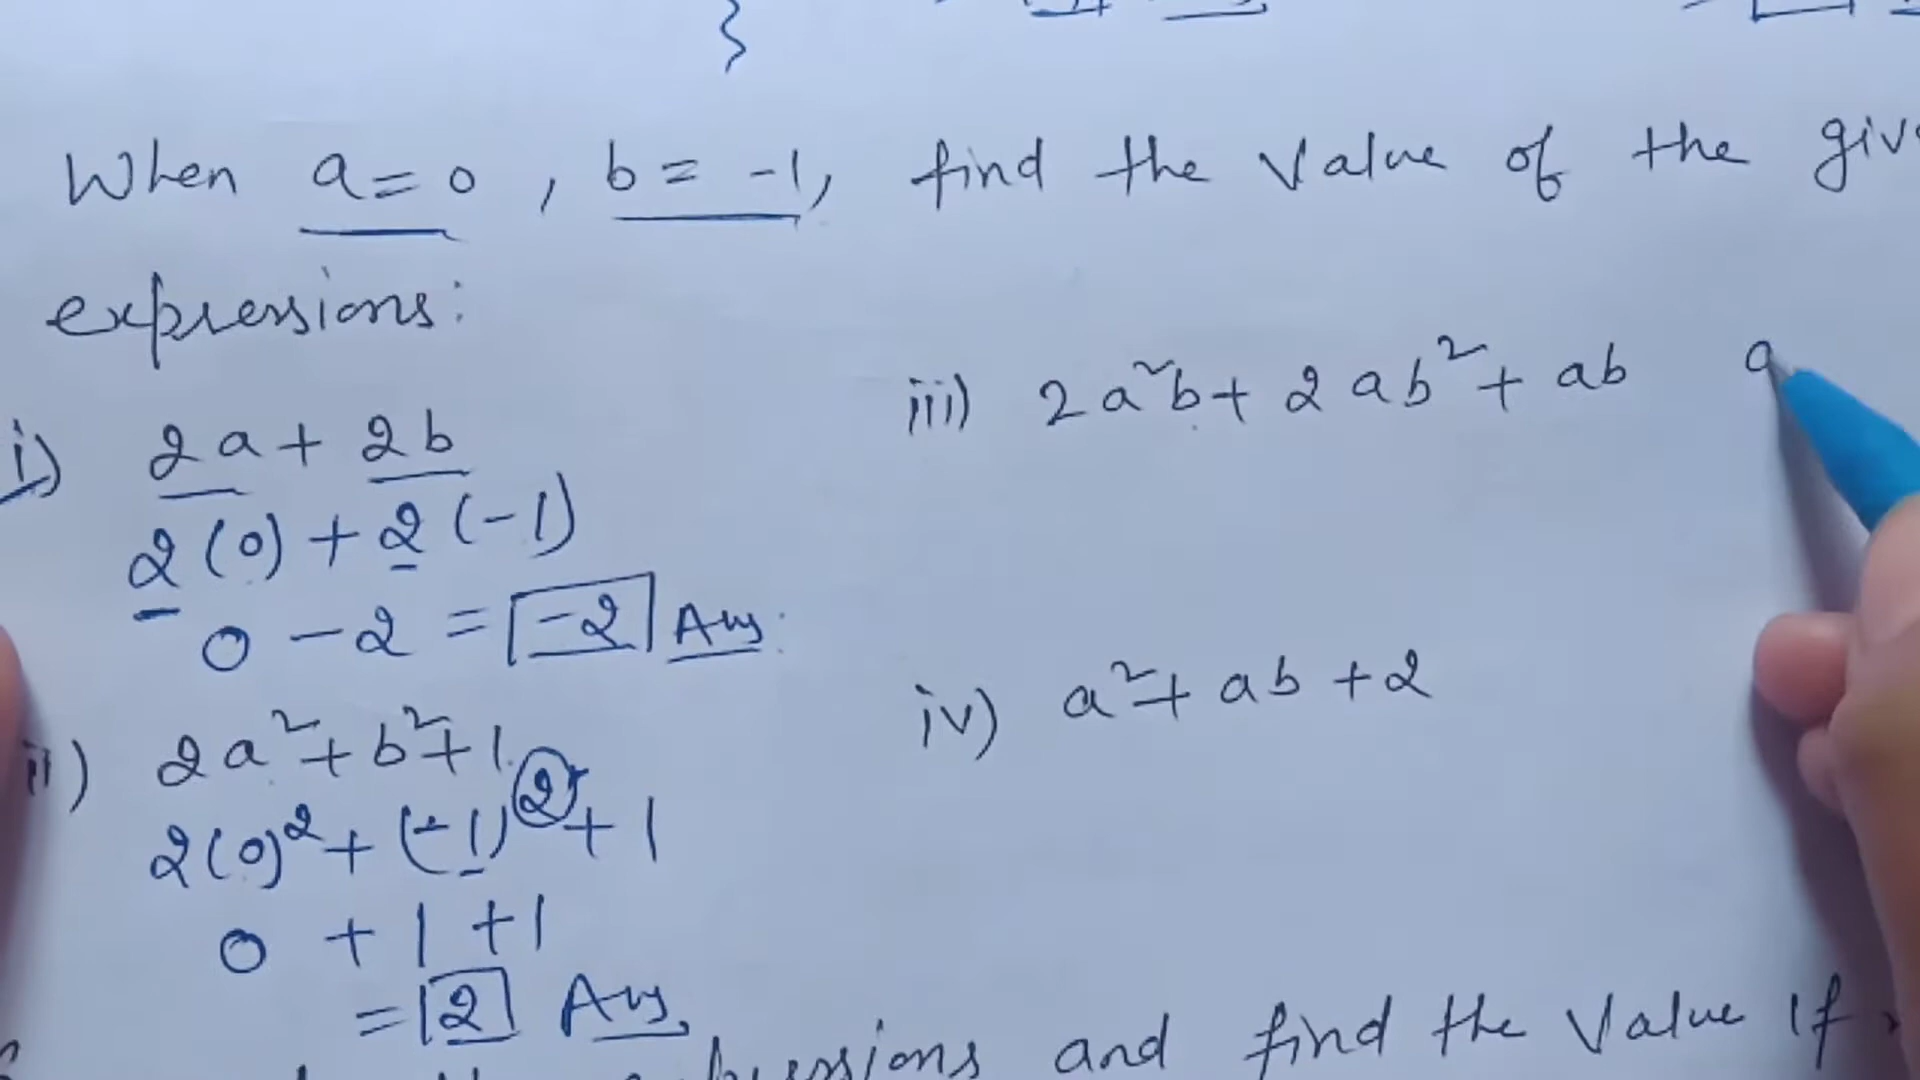 When a=0 , b= -1, find the value of the giv
expressions:
i) 2a+ 2b
2(0)+2(-1)
0 -2 = -2 Ans.
ii) 2a²+b²+1
2(0)²+(-1)²+1
0 +1+1
=2 Ans
iii) 2a²b+2ab²+ab a
iv) a²+ab+2
and find the value if